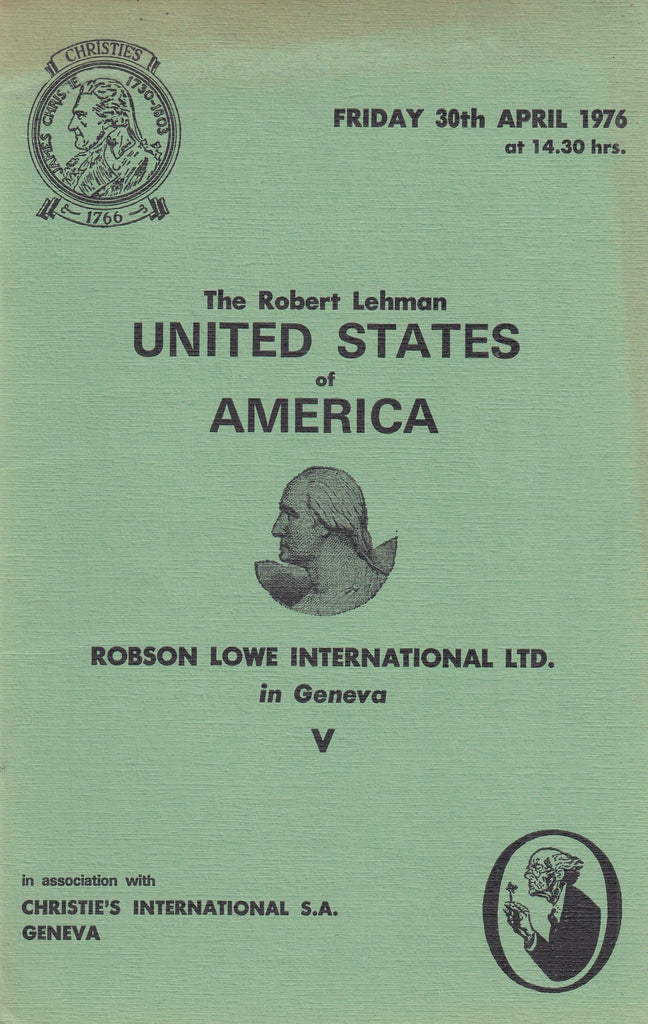 CHRISTIE'S
JAMES CHRISTIE 1730-1803
1766
FRIDAY 30th APRIL 1976
at 14.30 hrs.
The Robert Lehman
UNITED STATES
of
AMERICA
ROBSON LOWE INTERNATIONAL LTD.
in Geneva
V
in association with
CHRISTIE'S INTERNATIONAL S.A.
GENEVA